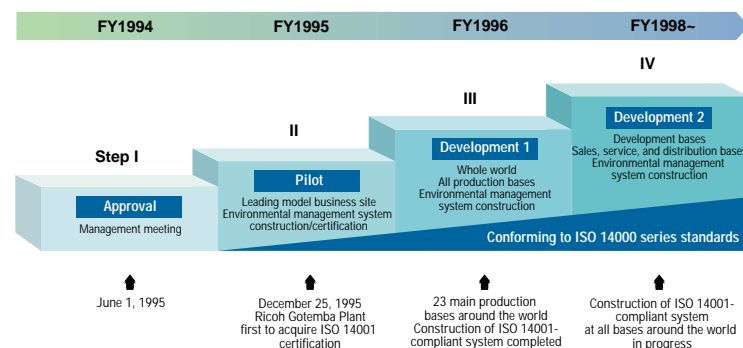 FY1994
FY1995
FY1996
FY1998~
Step I
Approval
Management meeting
II
Pilot
Leading model business site
Environmental management system
construction/certification
III
Development 1
Whole world
All production bases
Environmental management
system construction
IV
Development 2
Development bases
Sales, service, and distribution bases
Environmental management
system construction
Conforming to ISO 14000 series standards
June 1, 1995
December 25, 1995
Ricoh Gotemba Plant
first to acquire ISO 14001
certification
23 main production
bases around the world
Construction of ISO 14001-
compliant system completed
Construction of ISO 14001-
compliant system
at all bases around the world
in progress